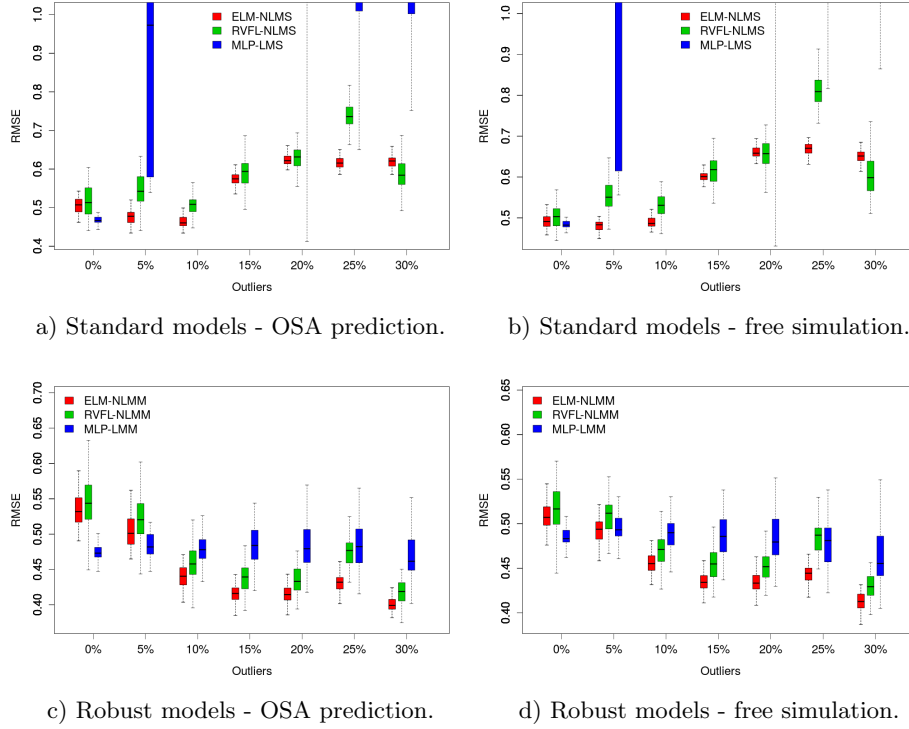 ELM-NLMS
RVFL-NLMS
MLP-LMS
RMSE
1.0
0.9
0.8
0.7
0.6
0.5
0.4
0% 5% 10% 15% 20% 25% 30%
Outliers
a) Standard models - OSA prediction.
ELM-NLMS
RVFL-NLMS
MLP-LMS
RMSE
1.0
0.9
0.8
0.7
0.6
0.5
0% 5% 10% 15% 20% 25% 30%
Outliers
b) Standard models - free simulation.
ELM-NLMM
RVFL-NLMM
MLP-LMM
RMSE
0.70
0.65
0.60
0.55
0.50
0.45
0.40
0% 5% 10% 15% 20% 25% 30%
Outliers
c) Robust models - OSA prediction.
ELM-NLMM
RVFL-NLMM
MLP-LMM
RMSE
0.65
0.60
0.55
0.50
0.45
0.40
0% 5% 10% 15% 20% 25% 30%
Outliers
d) Robust models - free simulation.